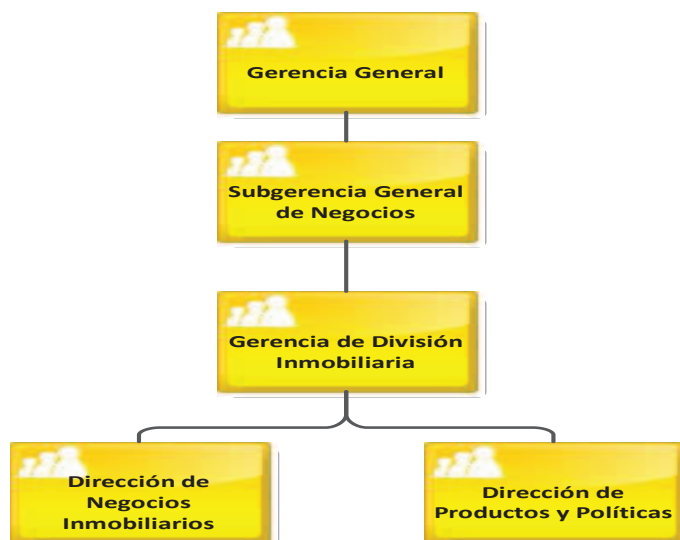 Gerencia General
Subgerencia General
de Negocios
Gerencia de División
Inmobiliaria
Dirección de
Negocios
Inmobiliarios
Dirección de
Productos y Políticas